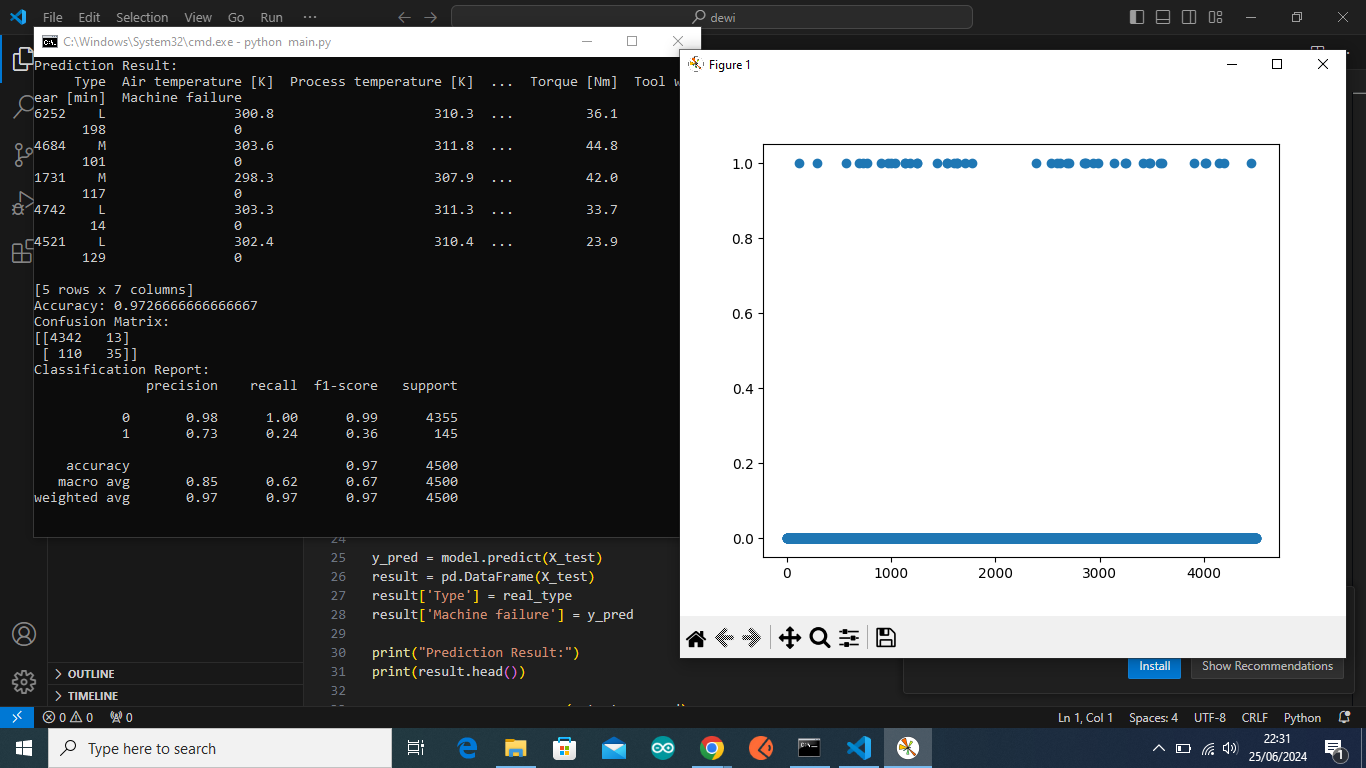 File Edit Selection View Go Run ...
dewi
C:\Windows\System32\cmd.exe - python main.py
Prediction Result:
Type Air temperature [K] Process temperature [K] ... Torque [Nm] Tool w
ear [min] Machine failure
6252 L 300.8 310.3 ... 36.1
198 0
4684 M 303.6 311.8 ... 44.8
101 0
1731 M 298.3 307.9 ... 42.0
117 0
4742 L 303.3 311.3 ... 33.7
14 0
4521 L 302.4 310.4 ... 23.9
129 0
[5 rows x 7 columns]
Accuracy: 0.9726666666666667
Confusion Matrix:
[[4342 13]
[ 110 35]]
Classification Report:
precision recall f1-score support
0 0.98 1.00 0.99 4355
1 0.73 0.24 0.36 145
accuracy 0.97 4500
macro avg 0.85 0.62 0.67 4500
weighted avg 0.97 0.97 0.97 4500
Figure 1
1.0
0.8
0.6
0.4
0.2
0.0
0 1000 2000 3000 4000
24
25 y_pred = model.predict(X_test)
26 result = pd.DataFrame(X_test)
27 result['Type'] = real_type
28 result['Machine failure'] = y_pred
29
30 print("Prediction Result:")
31 print(result.head())
32
OUTLINE
TIMELINE
Install Show Recommendations
0 0 0 Ln 1, Col 1 Spaces: 4 UTF-8 CRLF Python
Type here to search
22:31
25/06/2024
1